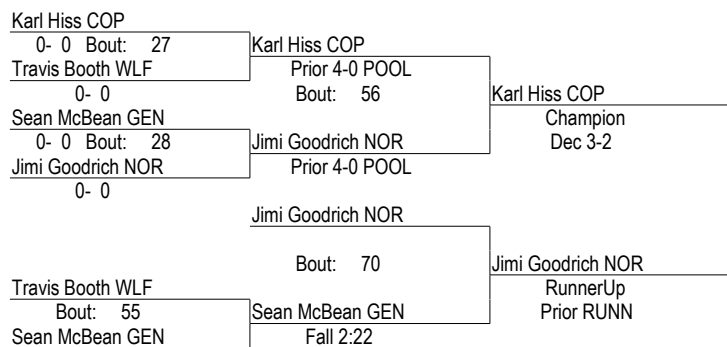 Karl Hiss COP
0- 0 Bout: 27
Karl Hiss COP
Travis Booth WLF
Prior 4-0 POOL
0- 0
Bout: 56
Karl Hiss COP
Sean McBean GEN
Champion
0- 0 Bout: 28
Jimi Goodrich NOR
Dec 3-2
Jimi Goodrich NOR
Prior 4-0 POOL
0- 0
Jimi Goodrich NOR
Bout: 70
Jimi Goodrich NOR
Travis Booth WLF
RunnerUp
Bout: 55
Sean McBean GEN
Prior RUNN
Sean McBean GEN
Fall 2:22